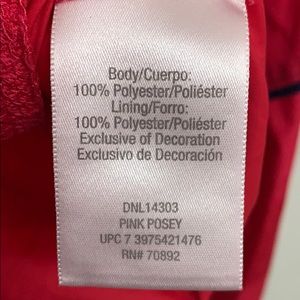 Body/Cuerpo:
100% Polyester/Poliéster
Lining/Forro:
100% Polyester/Poliéster
Exclusive of Decoration
Exclusivo de Decoración
DNL14303
PINK POSEY
UPC 7 3975421476
RN# 70892